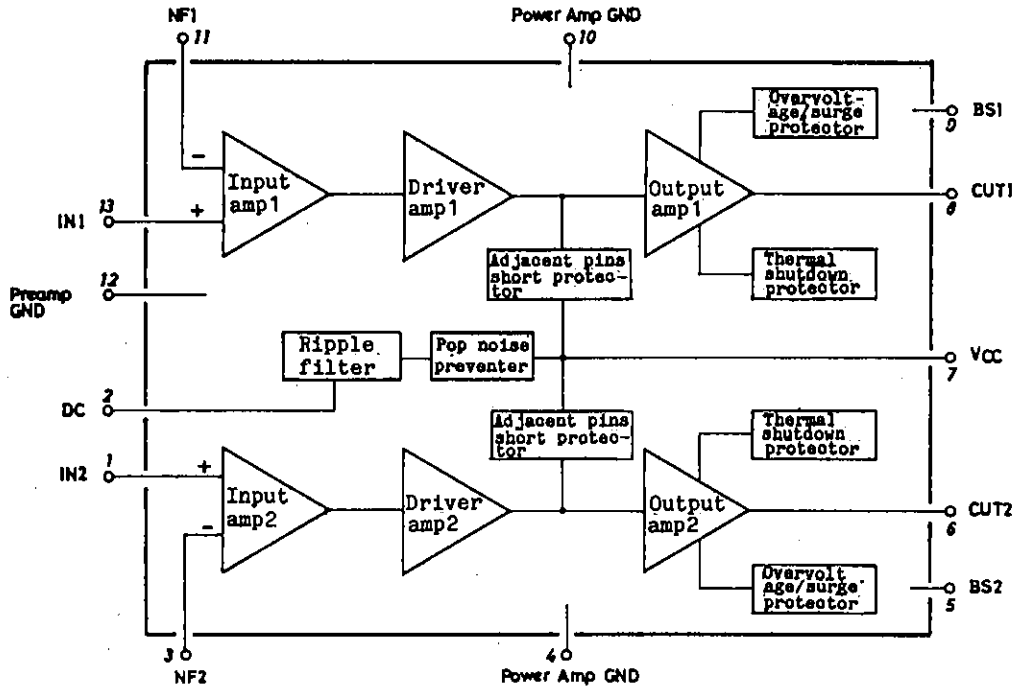 NF1
11
Power Amp GND
10
Overvolt-
age/surge
protector
BS1
9
-
Input
amp1
Driver
amp1
Output
amp1
CUT1
8
IN1
13
+
Adjacent pins
short protec-
tor
Thermal
shutdown
protector
Preamp
GND
12
Ripple
filter
Pop noise
preventer
VCC
7
DC
2
Adjacent pins
short protec-
tor
Thermal
shutdown
protector
IN2
1
+
Input
amp2
Driver
amp2
Output
amp2
CUT2
6
-
Overvolt
age/surge
protector
BS2
5
3
NF2
4
Power Amp GND